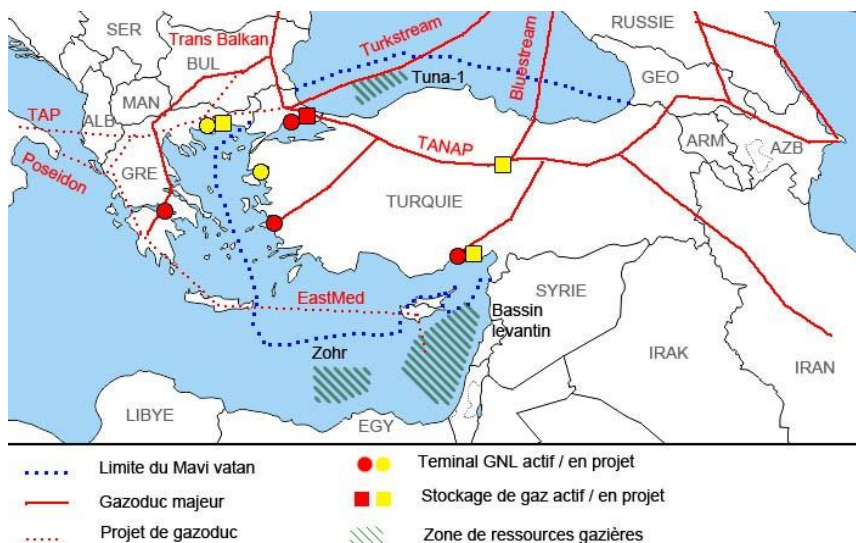 SER
Trans Balkan
BUL
Turkstream
RUSSIE
Tuna-1
Bluestream
GEO
MAN
ALB
TAP
Poseidon
GRE
TANAP
ARM
AZB
TURQUIE
EastMed
SYRIE
Bassin
levantin
Zohr
IRAK
IRAN
LIBYE
EGY
Limite du Mavi vatan
Teminal GNL actif / en projet
Gazoduc majeur
Stockage de gaz actif / en projet
Projet de gazoduc
Zone de ressources gazières